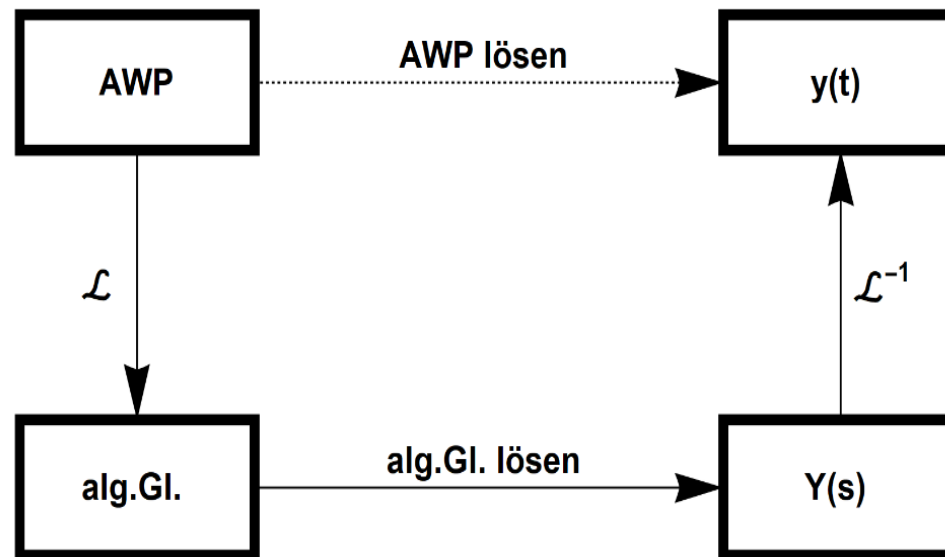 AWP
AWP lösen
y(t)
ℒ
ℒ⁻¹
alg.Gl.
alg.Gl. lösen
Y(s)